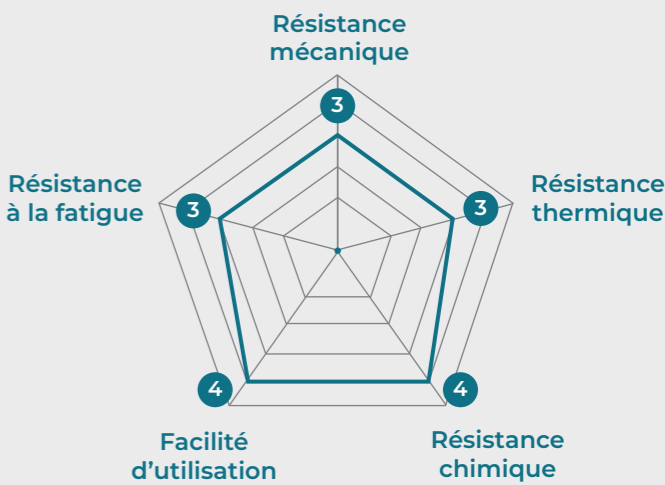 Résistance
mécanique
3
Résistance
à la fatigue
3
3
Résistance
thermique
4
4
Facilité
d'utilisation
Résistance
chimique